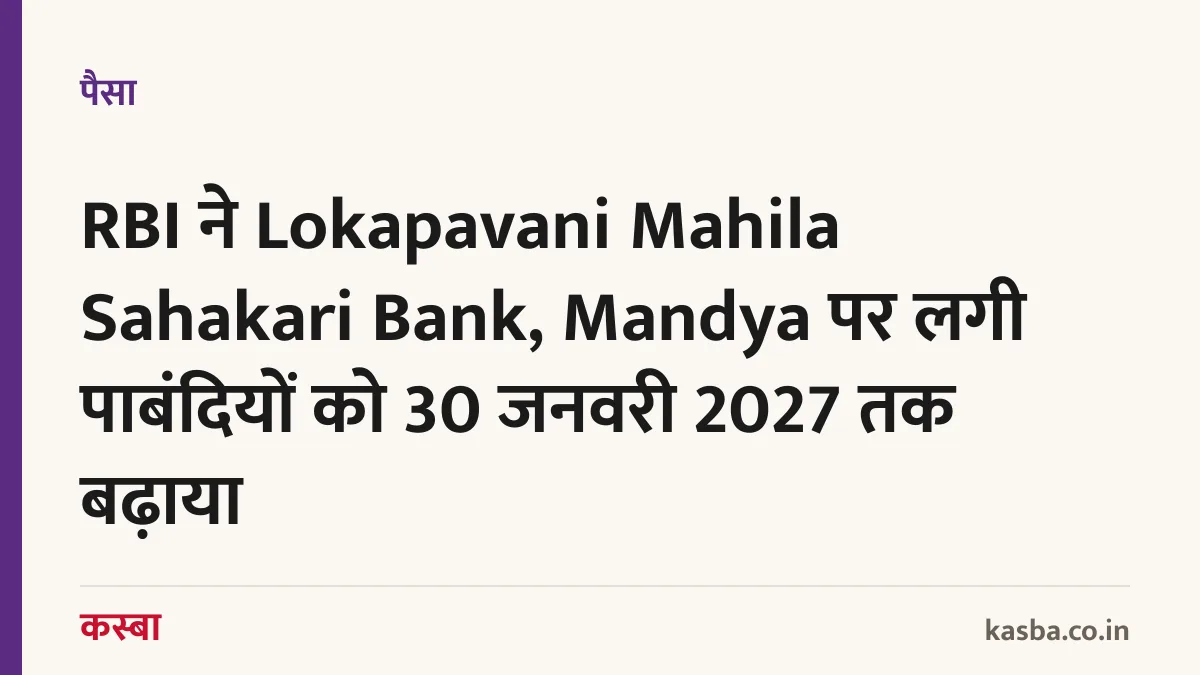 पैसा
RBI ने Lokapavani Mahila
Sahakari Bank, Mandya पर लगी
पाबंदियों को 30 जनवरी 2027 तक
बढ़ाया
कस्बा
kasba.co.in